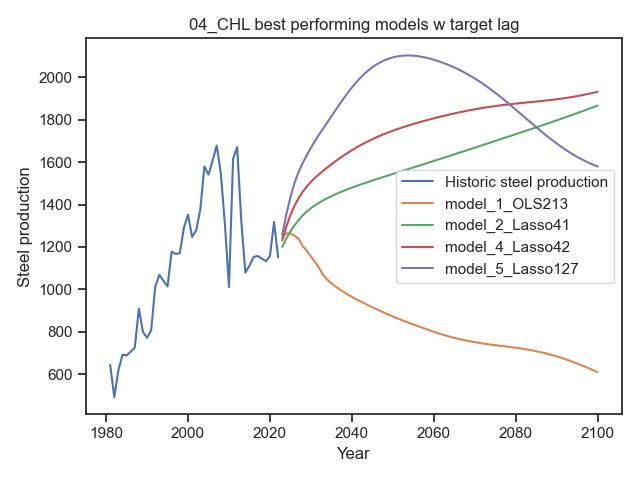 04_CHL best performing models w target lag
Steel production
2000
1800
1600
1400
1200
1000
800
600
Historic steel production
model_1_OLS213
model_2_Lasso41
model_4_Lasso42
model_5_Lasso127
1980
2000
2020
2040
2060
2080
2100
Year